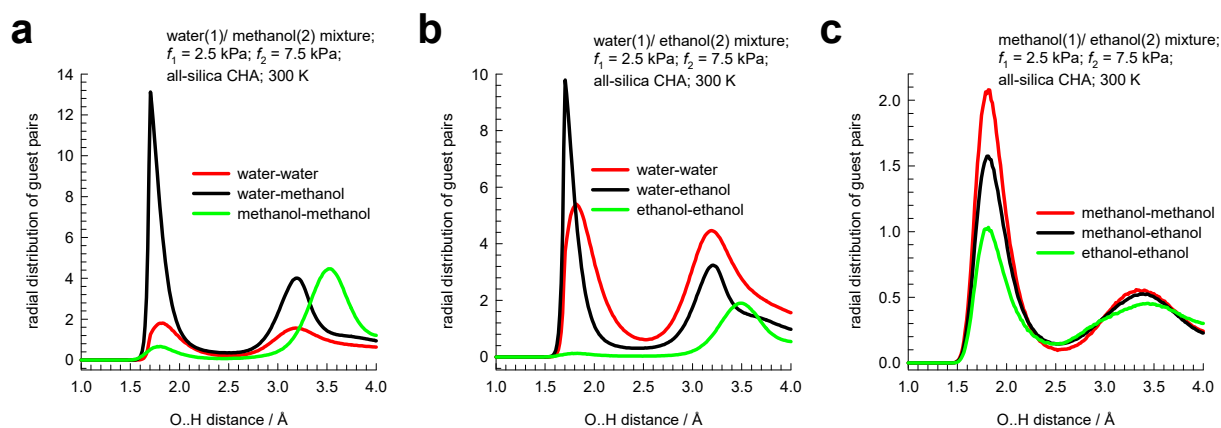 a
water(1)/ methanol(2) mixture;
f1 = 2.5 kPa; f2 = 7.5 kPa;
all-silica CHA; 300 K
radial distribution of guest pairs
14
12
10
8
6
4
2
0
water-water
water-methanol
methanol-methanol
1.0 1.5 2.0 2.5 3.0 3.5 4.0
O..H distance / Å
b
water(1)/ ethanol(2) mixture;
f1 = 2.5 kPa; f2 = 7.5 kPa;
all-silica CHA; 300 K
radial distribution of guest pairs
10
8
6
4
2
0
water-water
water-ethanol
ethanol-ethanol
1.0 1.5 2.0 2.5 3.0 3.5 4.0
O..H distance / Å
c
methanol(1)/ ethanol(2) mixture;
f1 = 2.5 kPa; f2 = 7.5 kPa;
all-silica CHA; 300 K
radial distribution of guest pairs
2.0
1.5
1.0
0.5
0.0
methanol-methanol
methanol-ethanol
ethanol-ethanol
1.0 1.5 2.0 2.5 3.0 3.5 4.0
O..H distance / Å